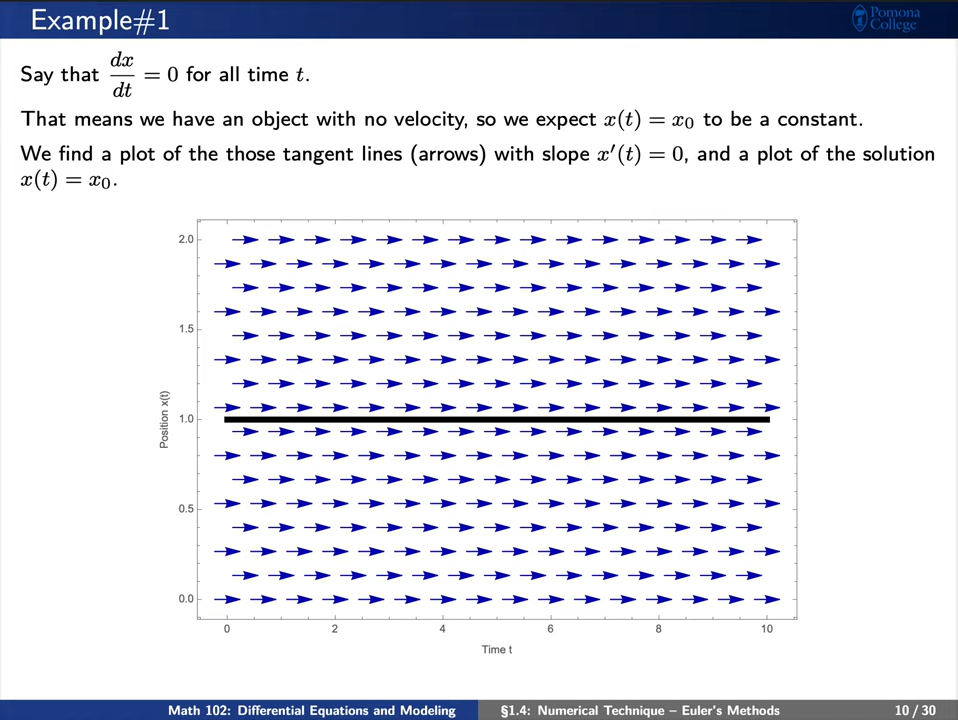 Example#1
Pomona
College
Say that dx/dt = 0 for all time t.
That means we have an object with no velocity, so we expect x(t) = x₀ to be a constant.
We find a plot of the those tangent lines (arrows) with slope x′(t) = 0, and a plot of the solution
x(t) = x₀.
2.0
1.5
1.0
0.5
0.0
Position x(t)
0 2 4 6 8 10
Time t
Math 102: Differential Equations and Modeling
§1.4: Numerical Technique – Euler's Methods
10 / 30